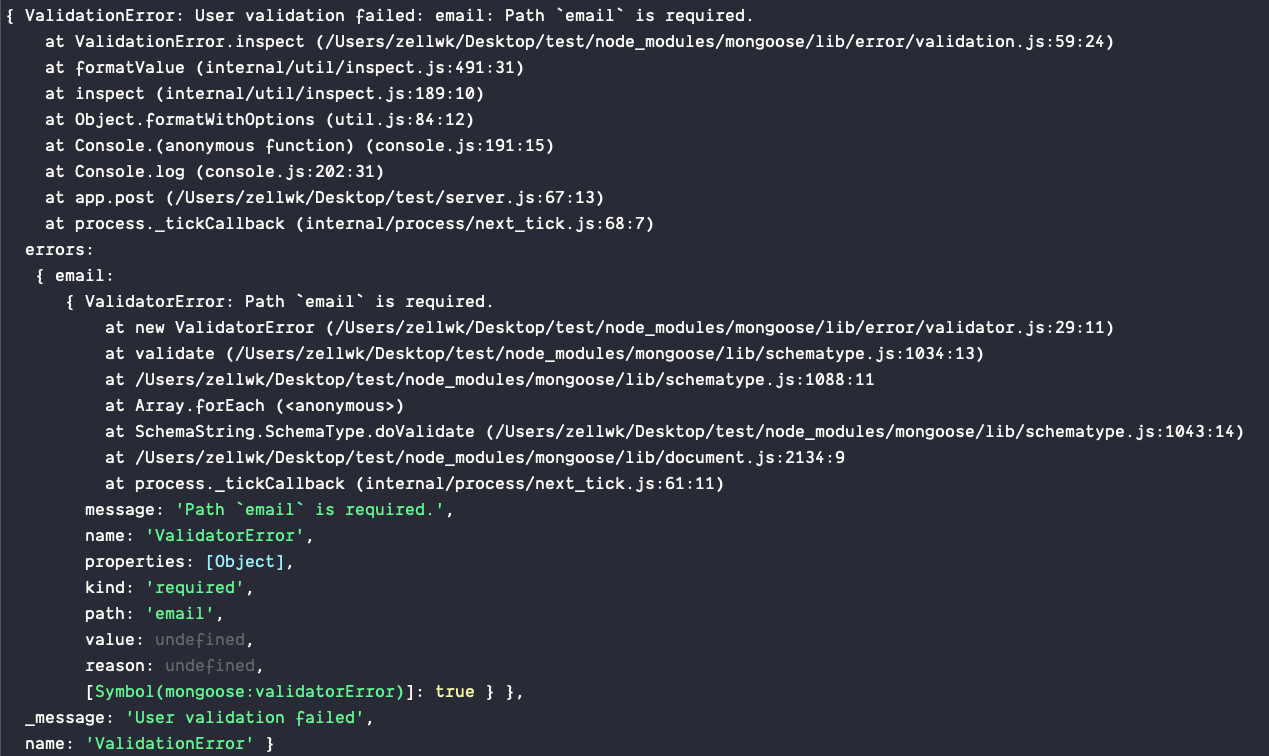 { ValidationError: User validation failed: email: Path `email` is required.
at ValidationError.inspect (/Users/zellwk/Desktop/test/node_modules/mongoose/lib/error/validation.js:59:24)
at formatValue (internal/util/inspect.js:491:31)
at inspect (internal/util/inspect.js:189:10)
at Object.formatWithOptions (util.js:84:12)
at Console.(anonymous function) (console.js:191:15)
at Console.log (console.js:202:31)
at app.post (/Users/zellwk/Desktop/test/server.js:67:13)
at process._tickCallback (internal/process/next_tick.js:68:7)
errors:
{ email:
{ ValidatorError: Path `email` is required.
at new ValidatorError (/Users/zellwk/Desktop/test/node_modules/mongoose/lib/error/validator.js:29:11)
at validate (/Users/zellwk/Desktop/test/node_modules/mongoose/lib/schematype.js:1034:13)
at /Users/zellwk/Desktop/test/node_modules/mongoose/lib/schematype.js:1088:11
at Array.forEach (<anonymous>)
at SchemaString.SchemaType.doValidate (/Users/zellwk/Desktop/test/node_modules/mongoose/lib/schematype.js:1043:14)
at /Users/zellwk/Desktop/test/node_modules/mongoose/lib/document.js:2134:9
at process._tickCallback (internal/process/next_tick.js:61:11)
message: 'Path `email` is required.',
name: 'ValidatorError',
properties: [Object],
kind: 'required',
path: 'email',
value: undefined,
reason: undefined,
[Symbol(mongoose:validatorError)]: true } },
_message: 'User validation failed',
name: 'ValidationError' }